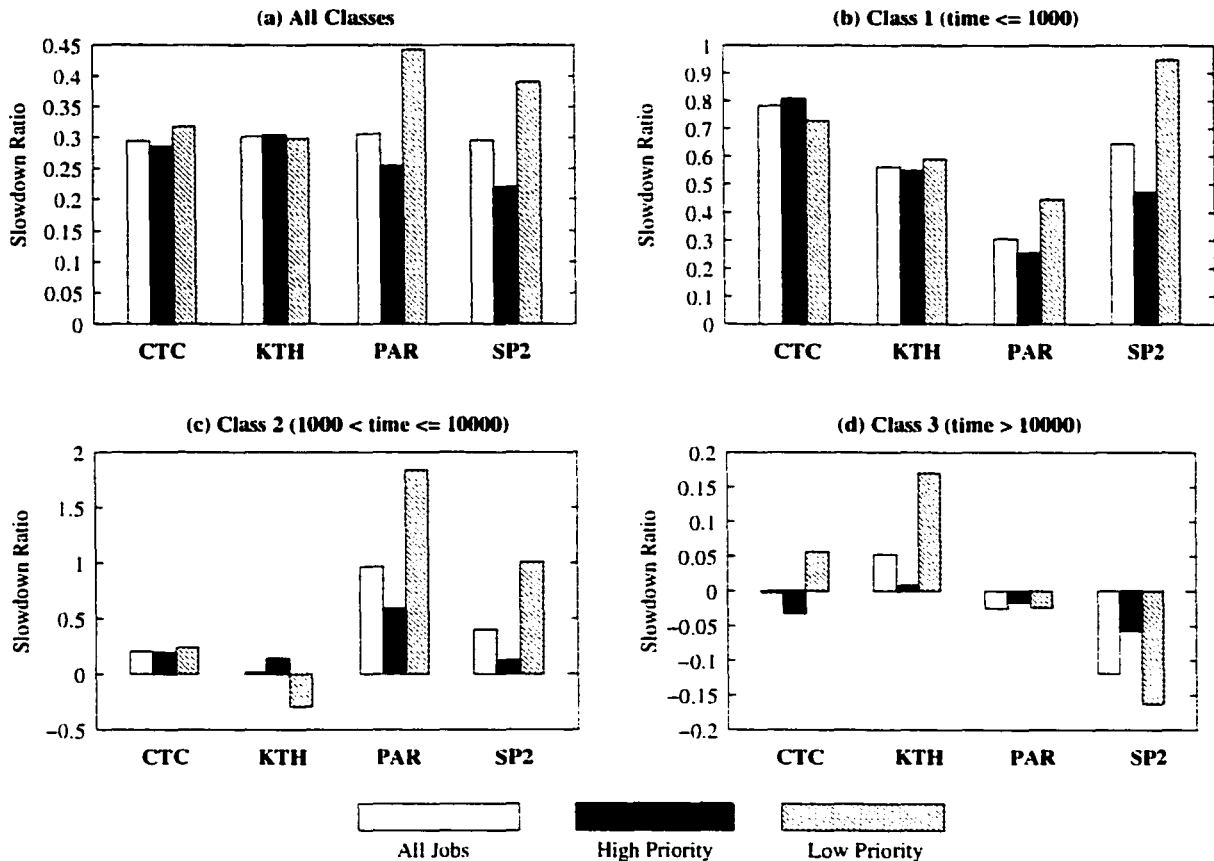 (a) All Classes
Slowdown Ratio
0.45
0.4
0.35
0.3
0.25
0.2
0.15
0.1
0.05
0
CTC KTH PAR SP2
(b) Class 1 (time <= 1000)
Slowdown Ratio
1
0.9
0.8
0.7
0.6
0.5
0.4
0.3
0.2
0.1
0
CTC KTH PAR SP2
(c) Class 2 (1000 < time <= 10000)
Slowdown Ratio
2
1.5
1
0.5
0
−0.5
CTC KTH PAR SP2
(d) Class 3 (time > 10000)
Slowdown Ratio
0.2
0.15
0.1
0.05
0
−0.05
−0.1
−0.15
−0.2
CTC KTH PAR SP2
All Jobs High Priority Low Priority